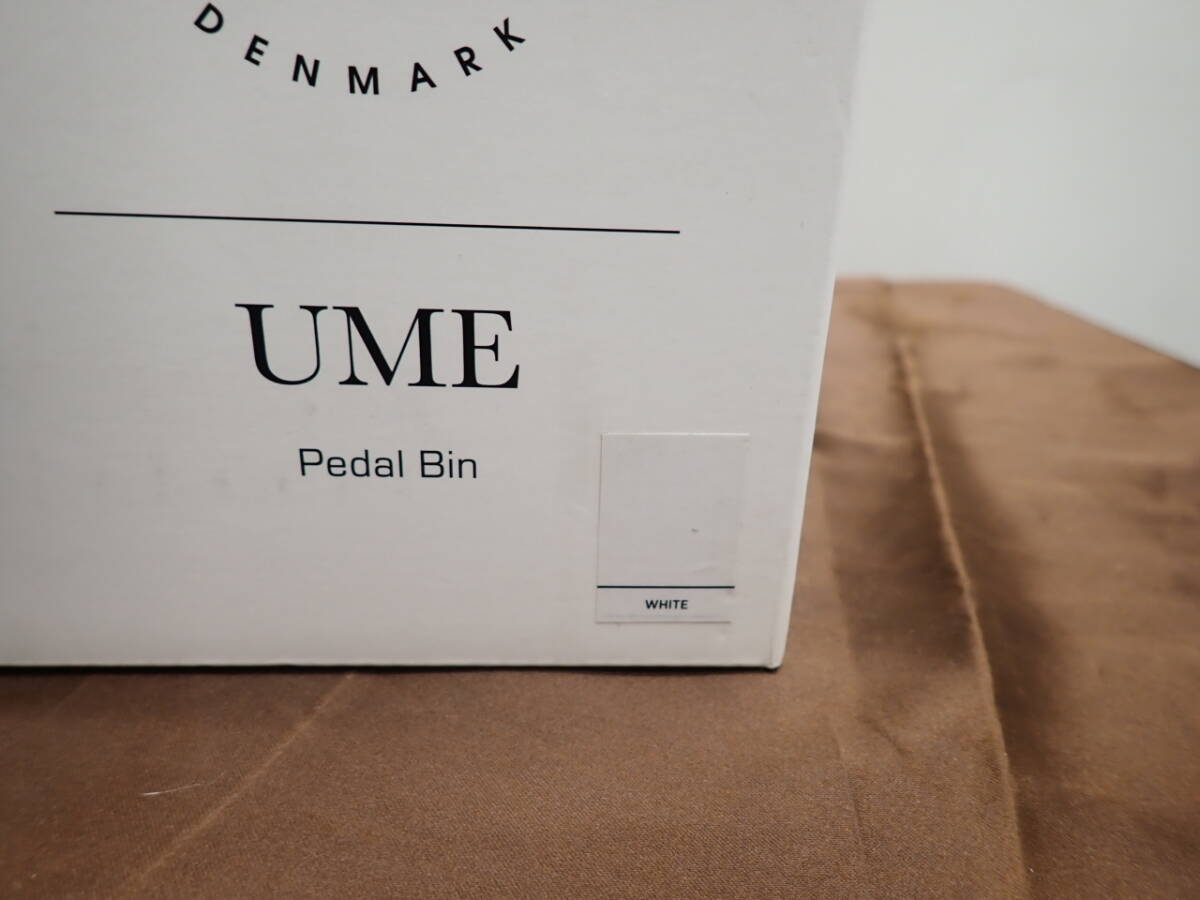 DENMARK
UME
Pedal Bin
WHITE